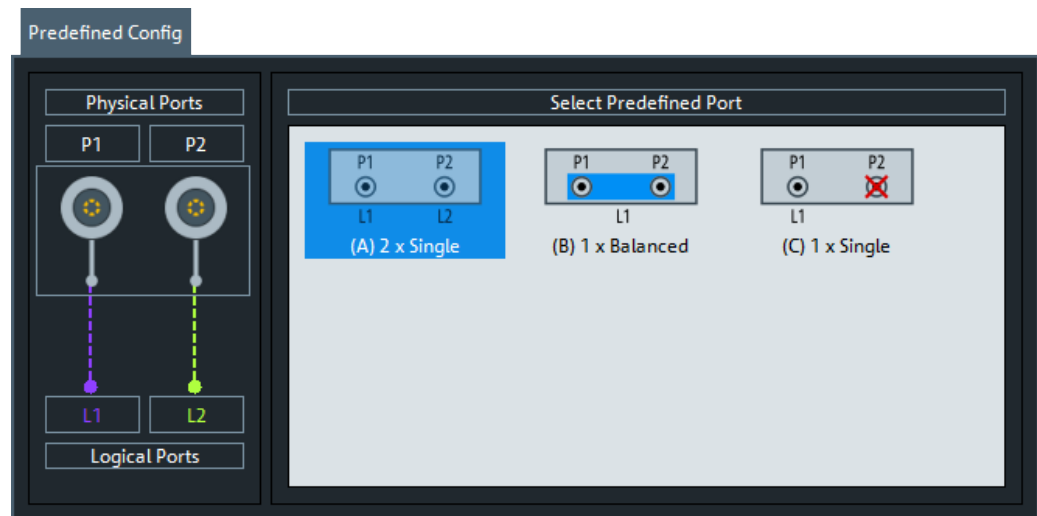 Predefined Config
Physical Ports
P1 P2
L1 L2
Logical Ports
Select Predefined Port
P1 P2
L1 L2
(A) 2 x Single
P1 P2
L1
(B) 1 x Balanced
P1 P2
L1
(C) 1 x Single